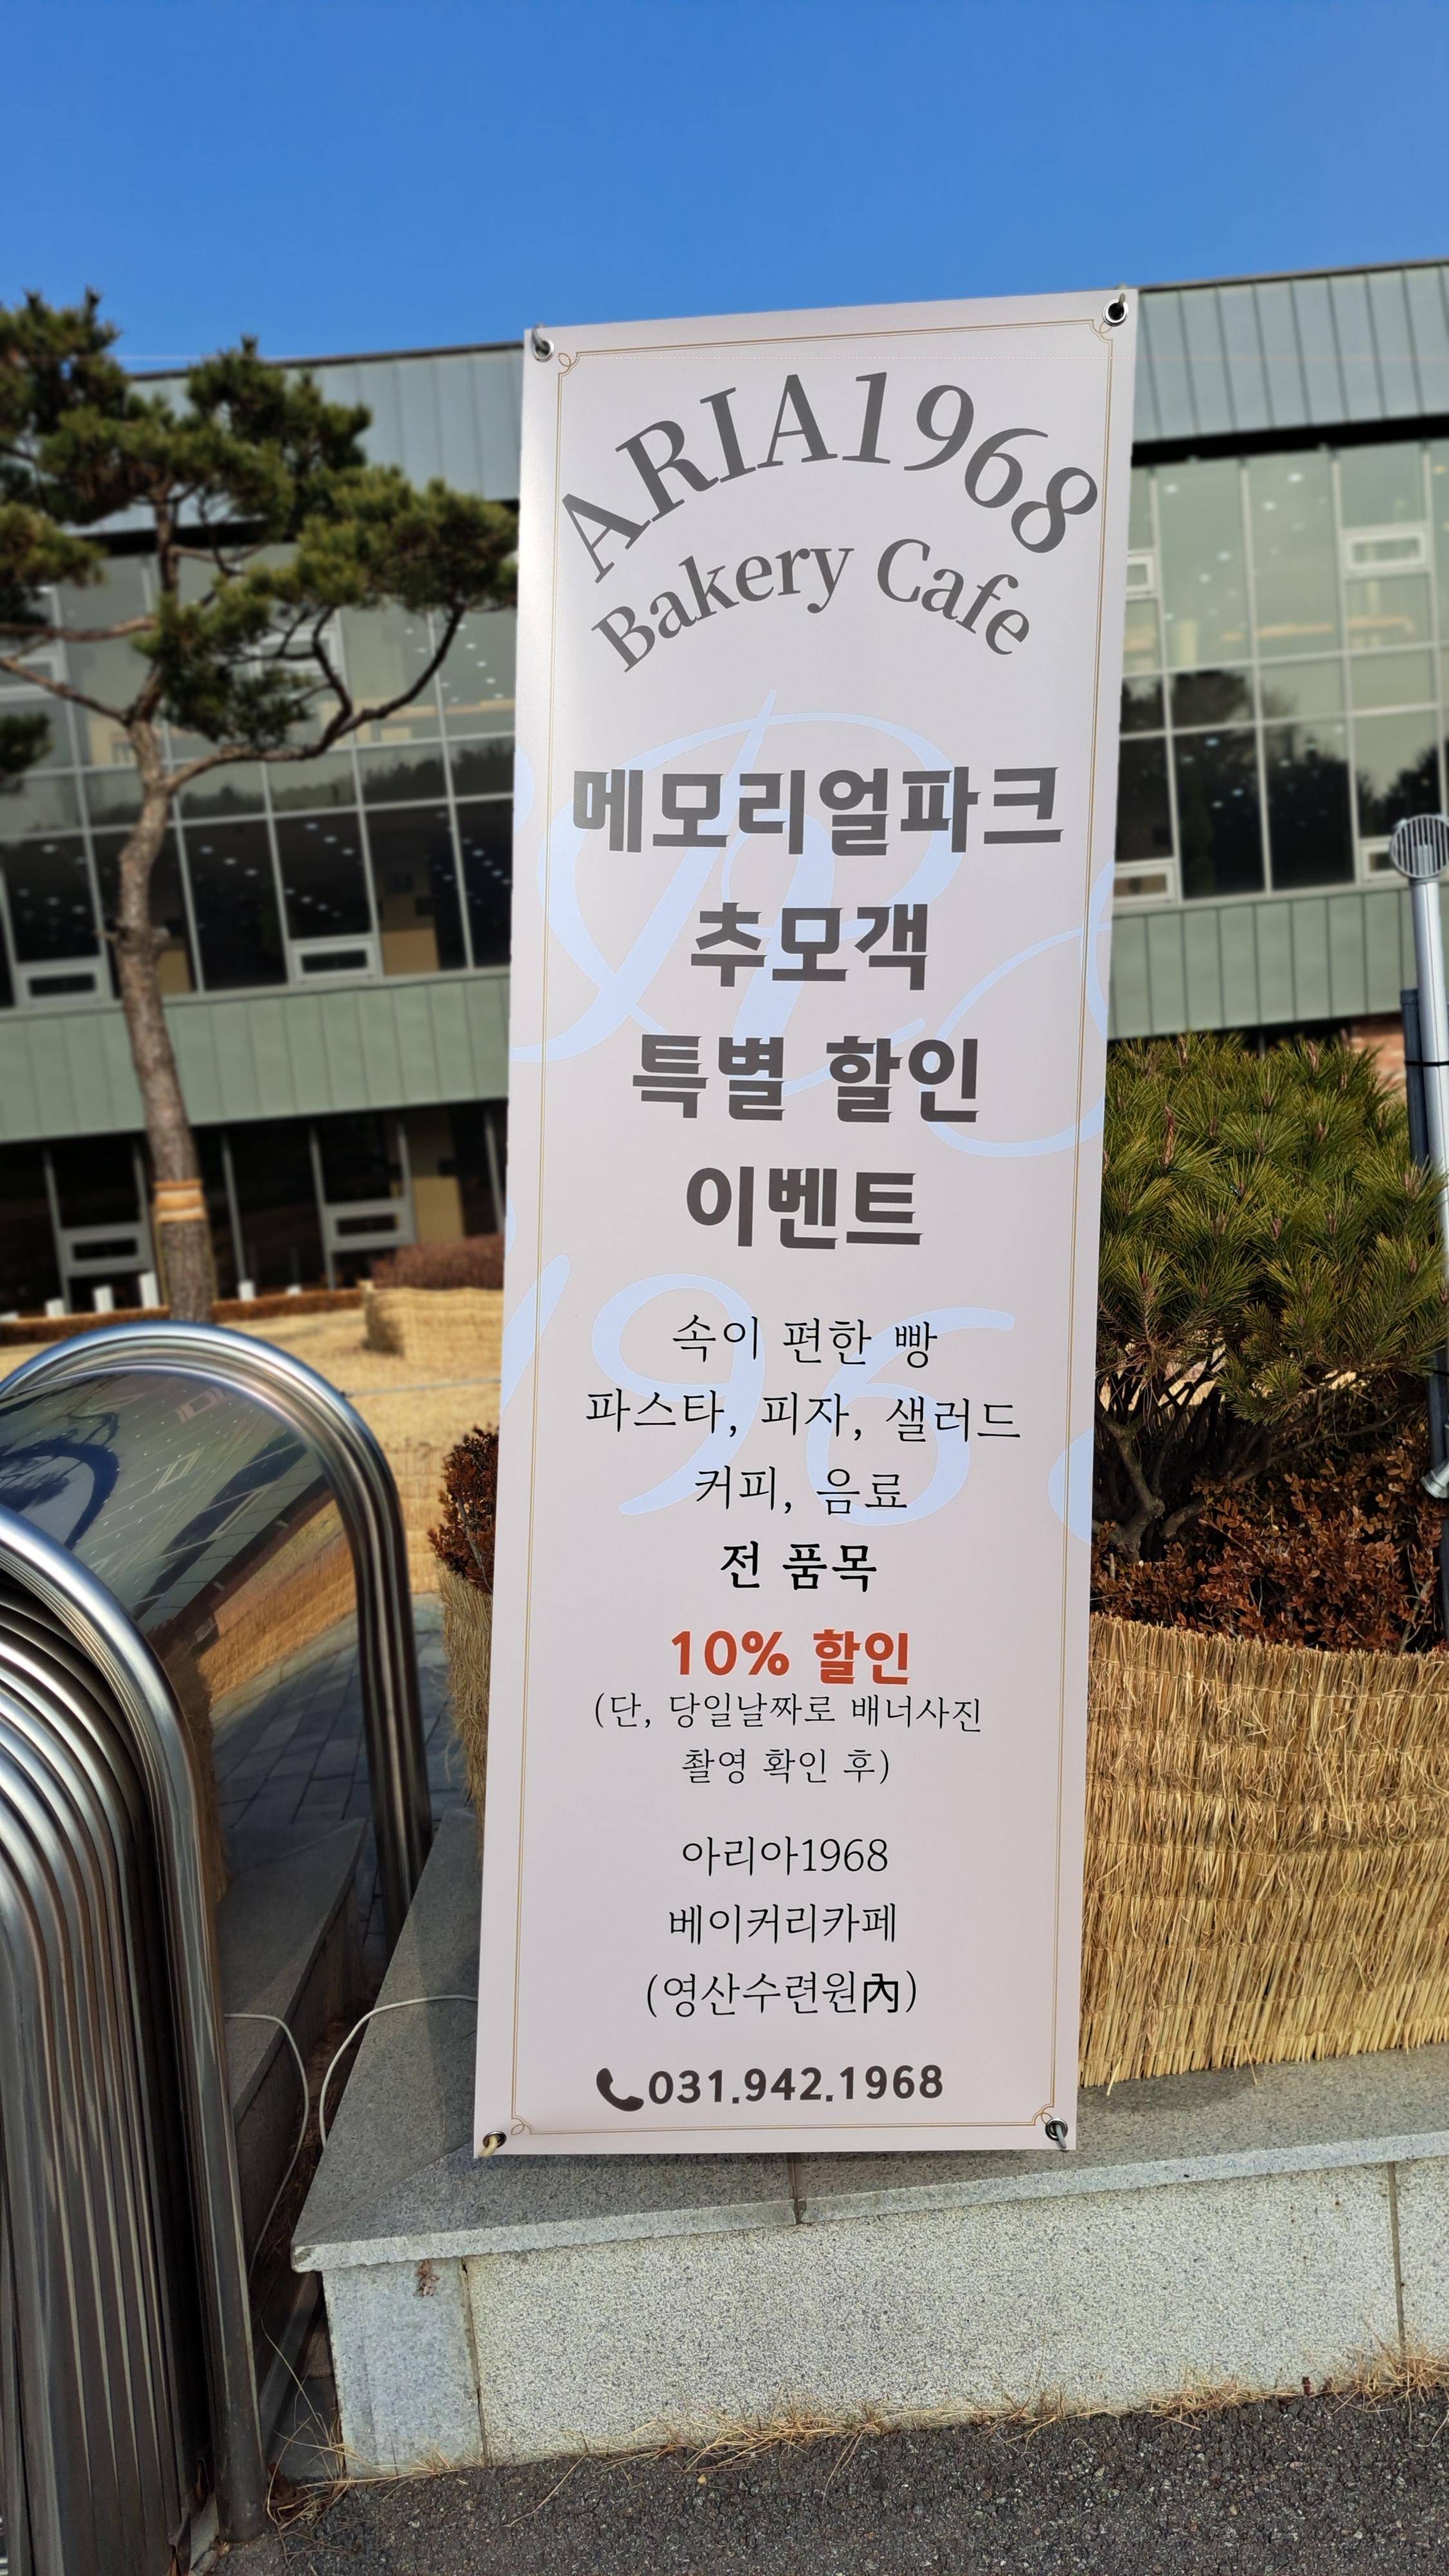 ARIA1968
Bakery Cafe
메모리얼파크
추모객
특별 할인
이벤트
속이 편한 빵
파스타, 피자, 샐러드
커피, 음료
전 품목
10% 할인
(단, 당일날짜로 배너사진
촬영 확인 후)
아리아1968
베이커리카페
(영산수련원內)
031.942.1968